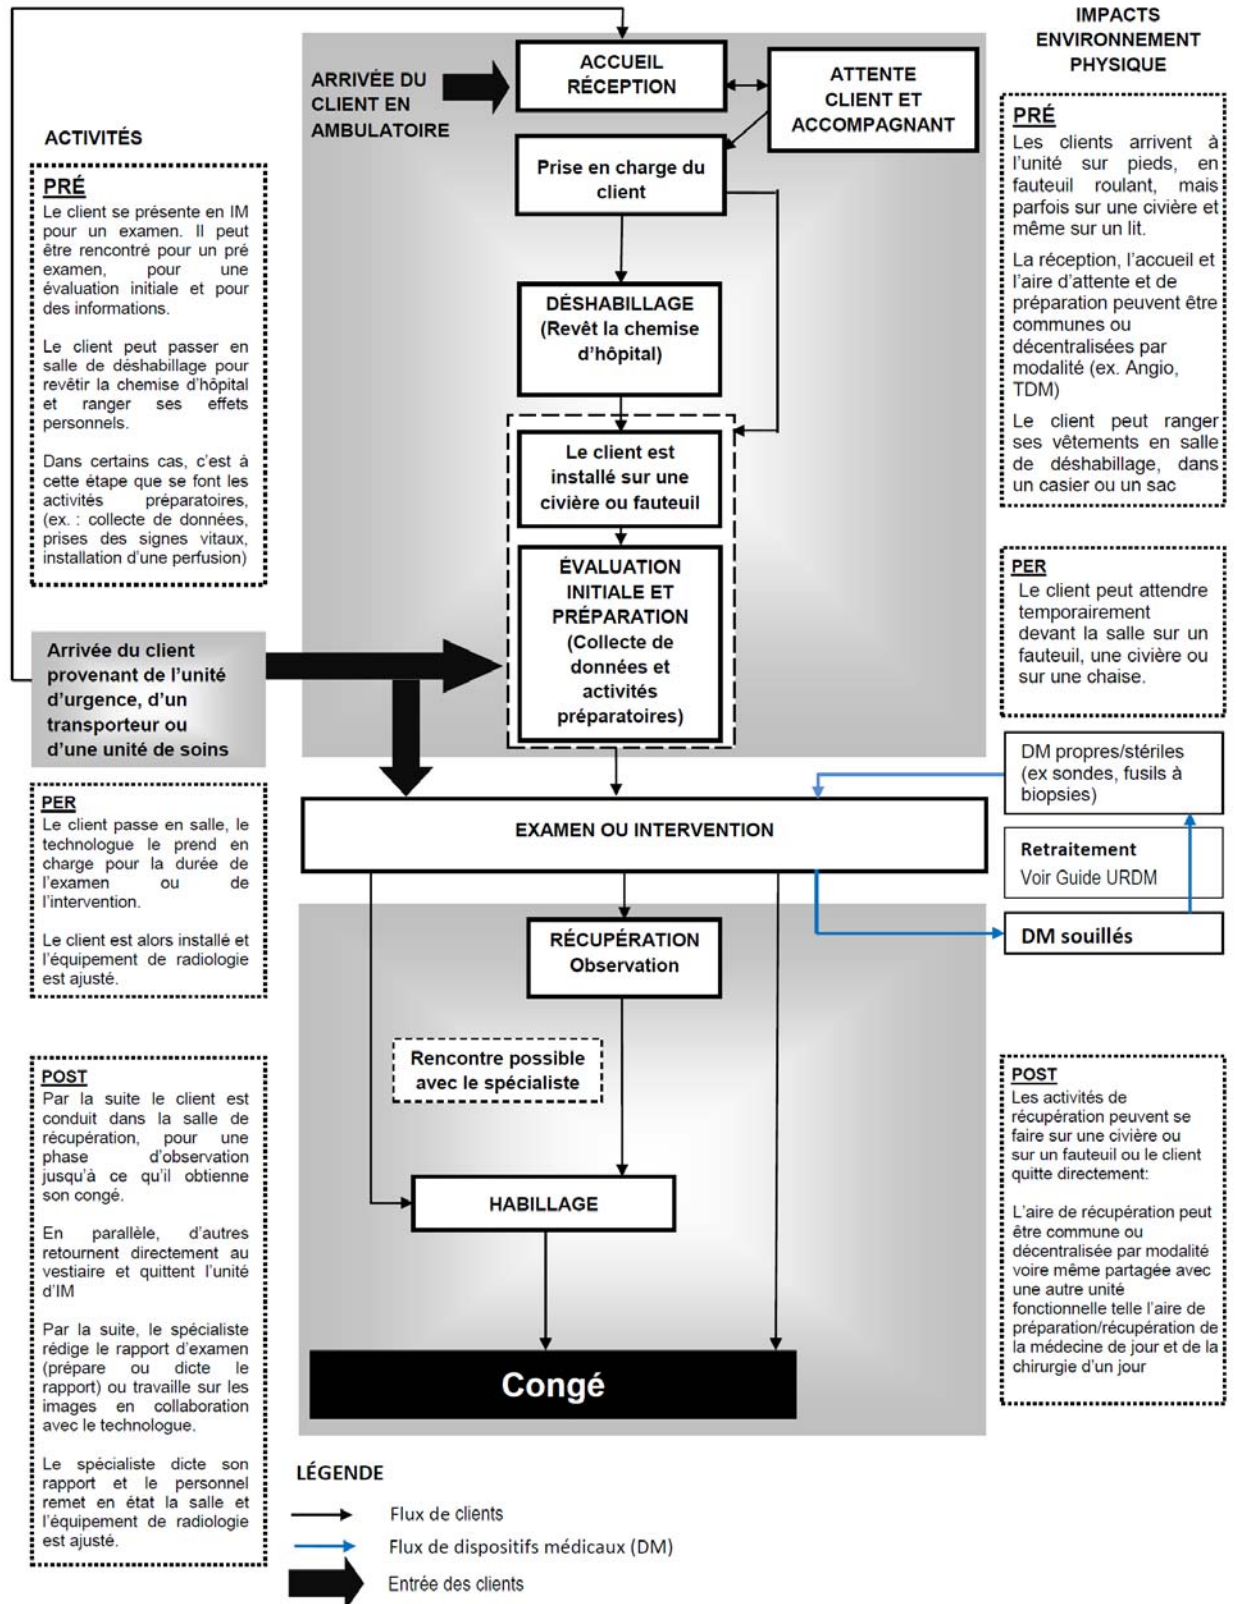 IMPACTS
ENVIRONNEMENT
PHYSIQUE
ACTIVITÉS
PRÉ
Le client se présente en IM
pour un examen. Il peut
être rencontré pour un pré
examen, pour une
évaluation initiale et pour
des informations.
Le client peut passer en
salle de déshabillage pour
revêtir la chemise d'hôpital
et ranger ses effets
personnels.
Dans certains cas, c'est à
cette étape que se font les
activités préparatoires,
(ex. : collecte de données,
prises des signes vitaux,
installation d'une perfusion)
Arrivée du client
provenant de l'unité
d'urgence, d'un
transporteur ou
d'une unité de soins
PER
Le client passe en salle, le
technologue le prend en
charge pour la durée de
l'examen ou de
l'intervention.
Le client est alors installé et
l'équipement de radiologie
est ajusté.
POST
Par la suite le client est
conduit dans la salle de
récupération, pour une
phase d'observation
jusqu'à ce qu'il obtienne
son congé.
En parallèle, d'autres
retournent directement au
vestiaire et quittent l'unité
d'IM
Par la suite, le spécialiste
rédige le rapport d'examen
(prépare ou dicte le
rapport) ou travaille sur les
images en collaboration
avec le technologue.
Le spécialiste dicte son
rapport et le personnel
remet en état la salle et
l'équipement de radiologie
est ajusté.
ARRIVÉE DU
CLIENT EN
AMBULATOIRE
ACCUEIL
RÉCEPTION
ATTENTE
CLIENT ET
ACCOMPAGNANT
Prise en charge du
client
DÉSHABILLAGE
(Revêt la chemise
d'hôpital)
Le client est
installé sur une
civière ou fauteuil
ÉVALUATION
INITIALE ET
PRÉPARATION
(Collecte de
données et
activités
préparatoires)
EXAMEN OU INTERVENTION
RÉCUPÉRATION
Observation
Rencontre possible
avec le spécialiste
HABILLAGE
Congé
PRÉ
Les clients arrivent à
l'unité sur pieds, en
fauteuil roulant, mais
parfois sur une civière et
même sur un lit.
La réception, l'accueil et
l'aire d'attente et de
préparation peuvent être
communes ou
décentralisées par
modalité (ex. Angio,
TDM)
Le client peut ranger
ses vêtements en salle
de déshabillage, dans
un casier ou un sac
PER
Le client peut attendre
temporairement
devant la salle sur un
fauteuil, une civière ou
sur une chaise.
DM propres/stériles
(ex sondes, fusils à
biopsies)
Retraitement
Voir Guide URDM
DM souillés
POST
Les activités de
récupération peuvent se
faire sur une civière ou
sur un fauteuil ou le client
quitte directement:
L'aire de récupération peut
être commune ou
décentralisée par modalité
voire même partagée avec
une autre unité
fonctionnelle telle l'aire de
préparation/récupération de
la médecine de jour et de la
chirurgie d'un jour
LÉGENDE
Flux de clients
Flux de dispositifs médicaux (DM)
Entrée des clients